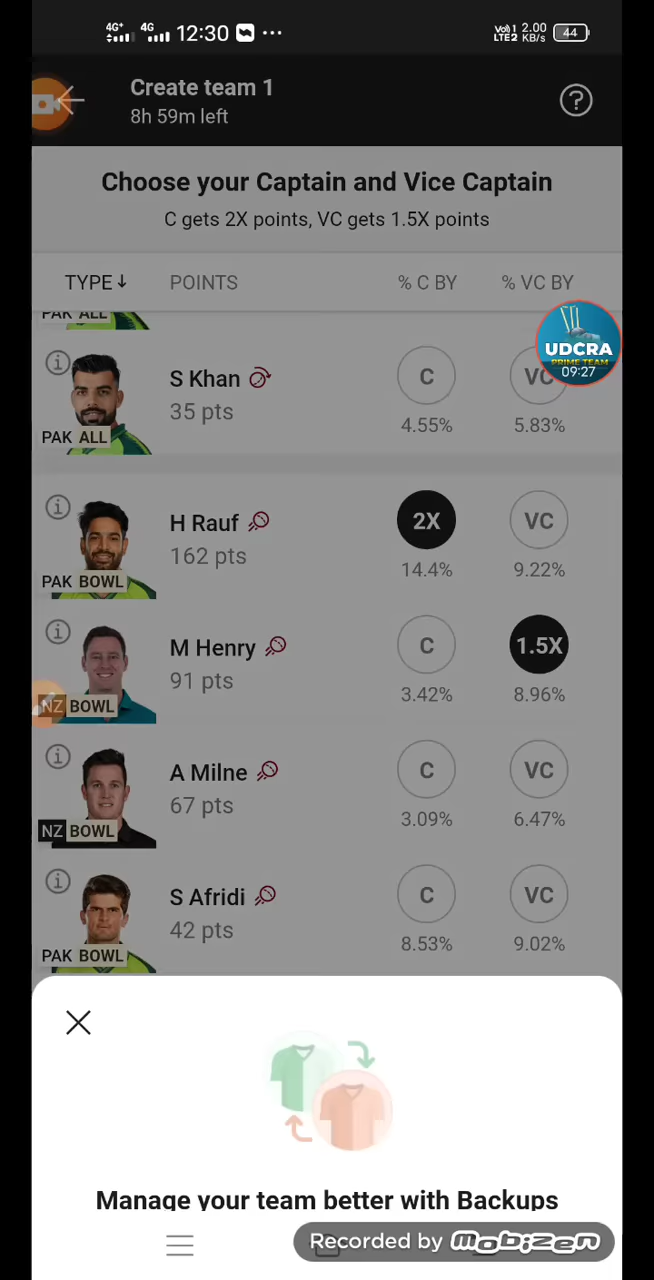 4G+ 4G 12:30 ••• Vo)) 1 LTE2 2.00 KB/s 44
Create team 1
8h 59m left
?
Choose your Captain and Vice Captain
C gets 2X points, VC gets 1.5X points
TYPE↓ POINTS % C BY % VC BY
PAK ALL
UDCRA
PRIME TEAM
09:27
S Khan C VC
35 pts
PAK ALL 4.55% 5.83%
H Rauf 2X VC
162 pts
PAK BOWL 14.4% 9.22%
M Henry C 1.5X
91 pts
NZ BOWL 3.42% 8.96%
A Milne C VC
67 pts
NZ BOWL 3.09% 6.47%
S Afridi C VC
42 pts
PAK BOWL 8.53% 9.02%
Manage your team better with Backups
Recorded by mobizen